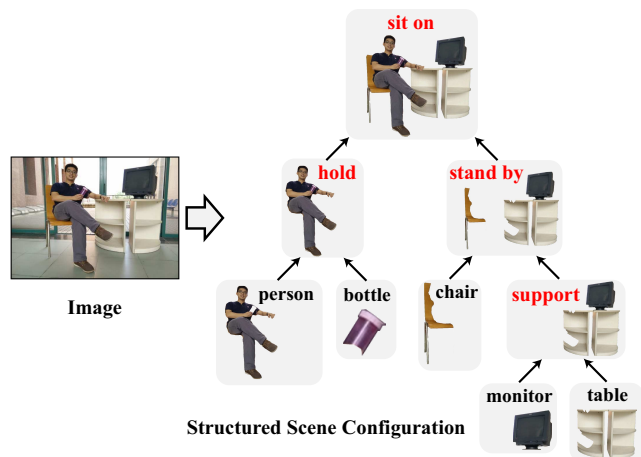 sit on
hold
stand by
person
bottle
chair
support
Image
monitor
table
Structured Scene Configuration